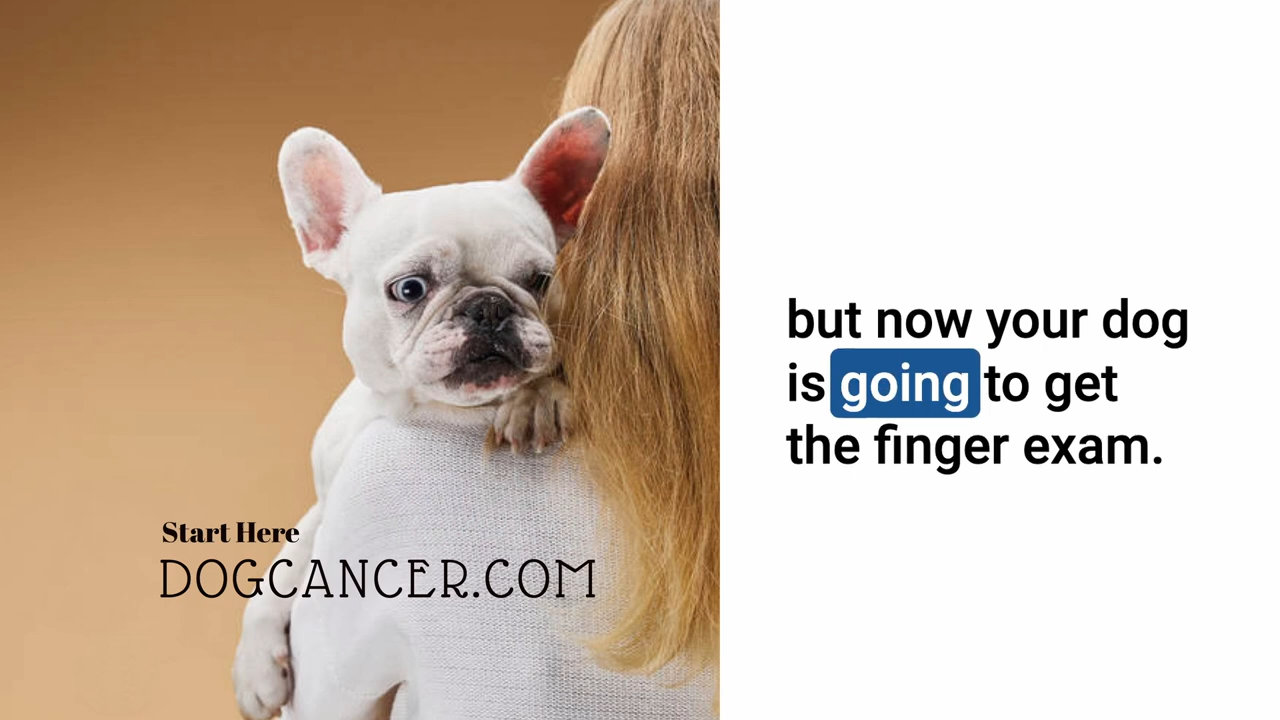 Start Here
DOGCANCER.COM
but now your dog
is going to get
the finger exam.